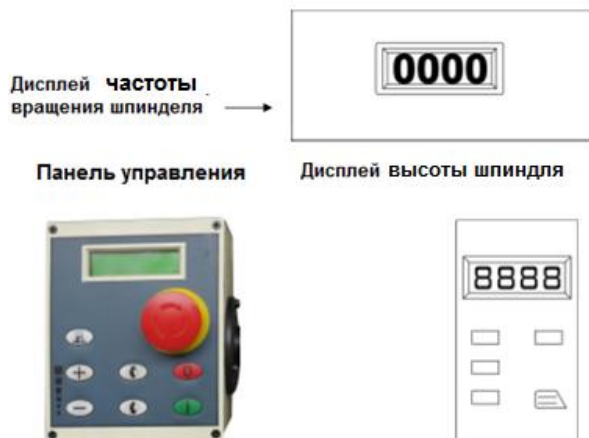 0000
Дисплей частоты
вращения шпинделя
Панель управления
Дисплей высоты шпиндля
8888
+
−